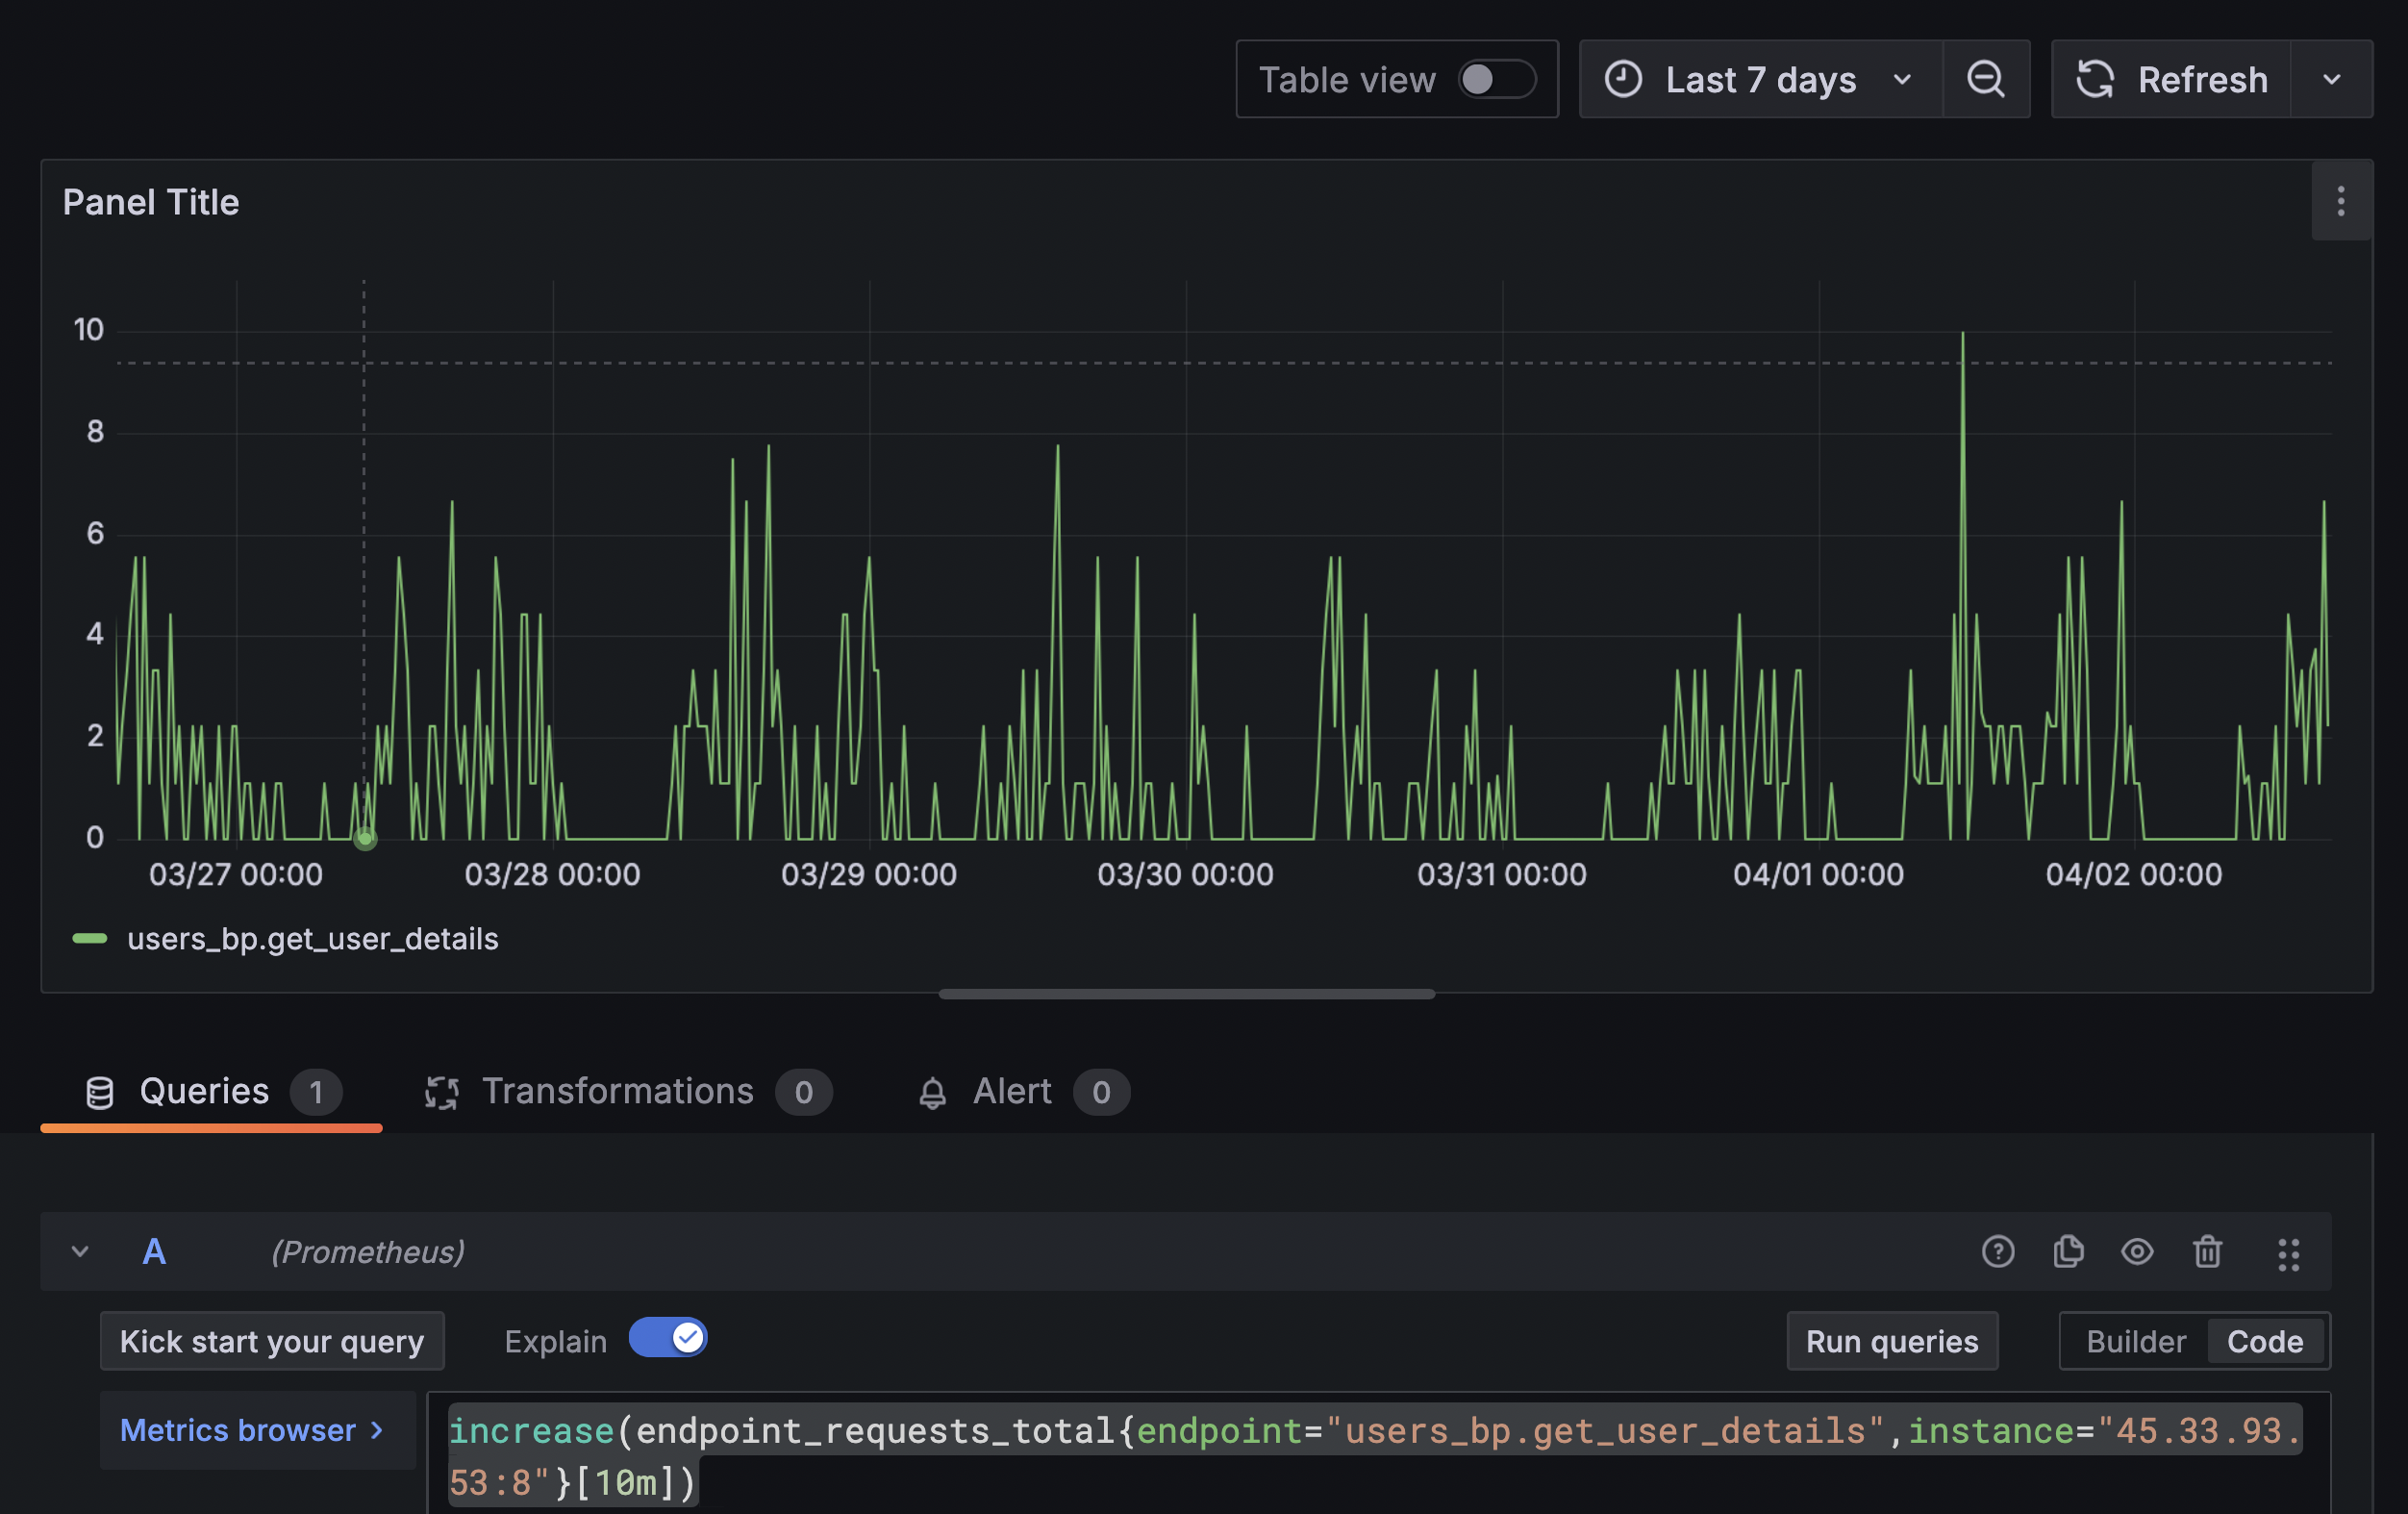 Table view
Last 7 days
Refresh
Panel Title
10
8
6
4
2
0
03/27 00:00 03/28 00:00 03/29 00:00 03/30 00:00 03/31 00:00 04/01 00:00 04/02 00:00
users_bp.get_user_details
Queries 1 Transformations 0 Alert 0
A (Prometheus)
Kick start your query Explain Run queries Builder Code
Metrics browser > increase(endpoint_requests_total{endpoint="users_bp.get_user_details",instance="45.33.93.
53:8"}[10m])